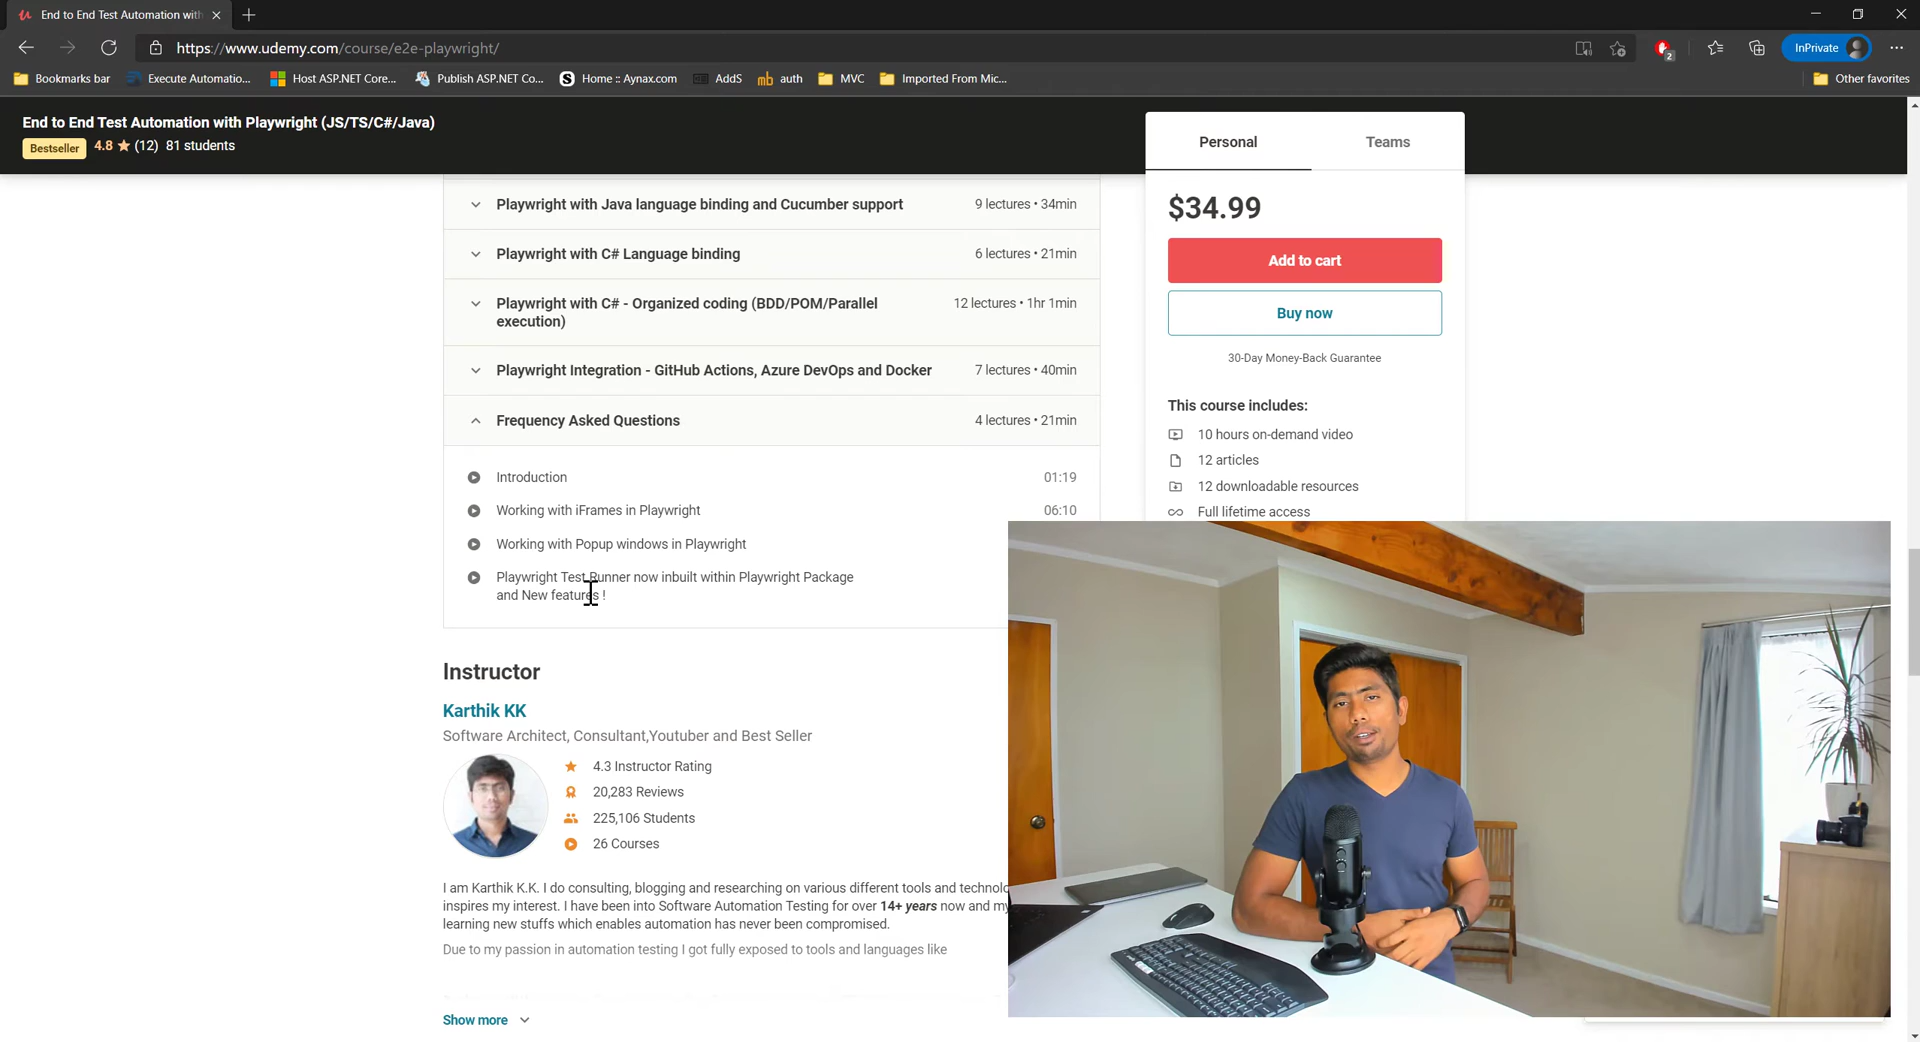 End to End Test Automation with
https://www.udemy.com/course/e2e-playwright/
2
InPrivate
Bookmarks bar
Execute Automatio...
Host ASP.NET Core...
Publish ASP.NET Co...
Home :: Aynax.com
AddS
auth
MVC
Imported From Mic...
Other favorites
End to End Test Automation with Playwright (JS/TS/C#/Java)
Bestseller 4.8 (12) 81 students
Personal
Teams
$34.99
Add to cart
Buy now
30-Day Money-Back Guarantee
This course includes:
10 hours on-demand video
12 articles
12 downloadable resources
Full lifetime access
Playwright with Java language binding and Cucumber support 9 lectures • 34min
Playwright with C# Language binding 6 lectures • 21min
Playwright with C# - Organized coding (BDD/POM/Parallel 12 lectures • 1hr 1min
execution)
Playwright Integration - GitHub Actions, Azure DevOps and Docker 7 lectures • 40min
Frequency Asked Questions 4 lectures • 21min
Introduction 01:19
Working with iFrames in Playwright 06:10
Working with Popup windows in Playwright
Playwright Test Runner now inbuilt within Playwright Package
and New features !
Instructor
Karthik KK
Software Architect, Consultant,Youtuber and Best Seller
4.3 Instructor Rating
20,283 Reviews
225,106 Students
26 Courses
I am Karthik K.K. I do consulting, blogging and researching on various different tools and technolo
inspires my interest. I have been into Software Automation Testing for over 14+ years now and my
learning new stuffs which enables automation has never been compromised.
Due to my passion in automation testing I got fully exposed to tools and languages like
Show more